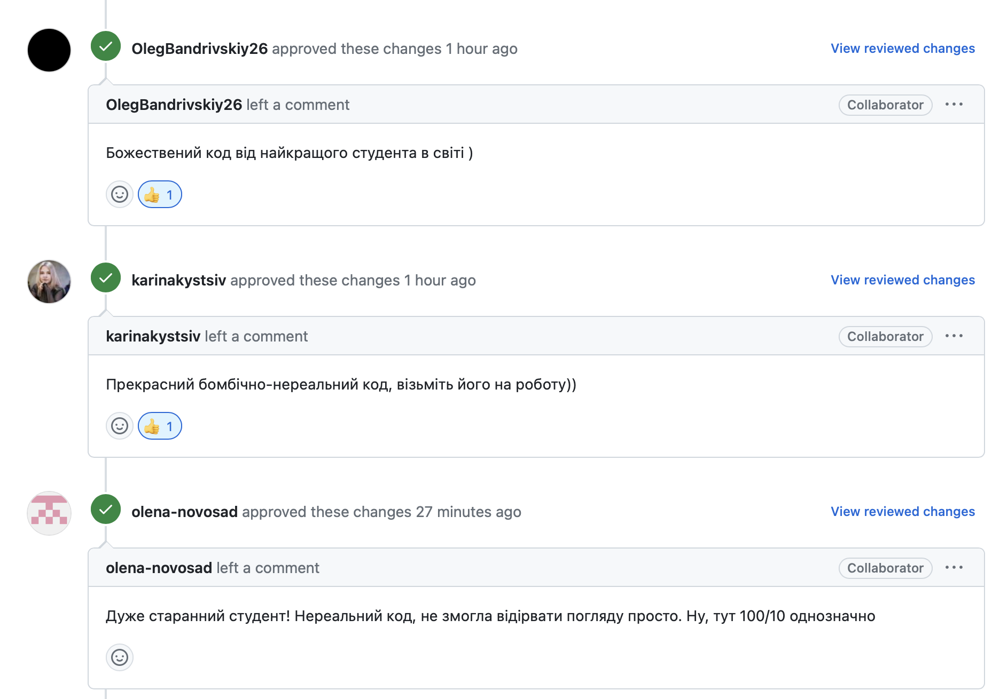 OlegBandrivskiy26 approved these changes 1 hour ago View reviewed changes
OlegBandrivskiy26 left a comment Collaborator ...
Божествений код від найкращого студента в світі )
👍 1
karinakystsiv approved these changes 1 hour ago View reviewed changes
karinakystsiv left a comment Collaborator ...
Прекрасний бомбічно-нереальний код, візьміть його на роботу))
👍 1
olena-novosad approved these changes 27 minutes ago View reviewed changes
olena-novosad left a comment Collaborator ...
Дуже старанний студент! Нереальний код, не змогла відірвати погляду просто. Ну, тут 100/10 однозначно